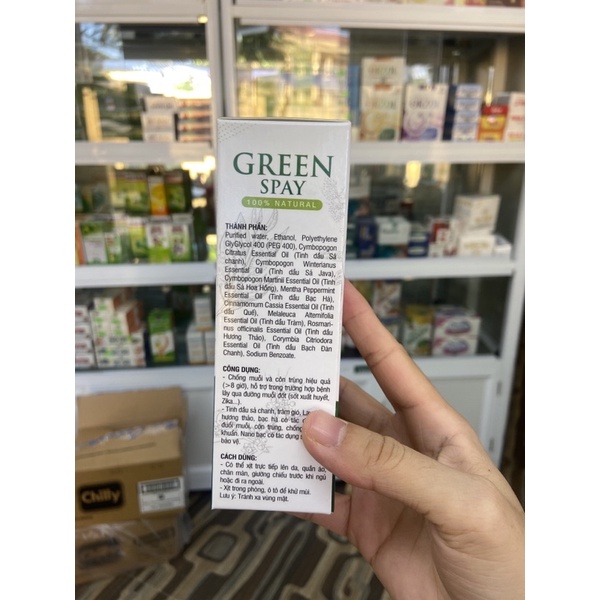 GREEN
SPAY
100% NATURAL
THÀNH PHẦN:
Purified water, Ethanol, Polyethylene
GlyGlycol 400 (PEG 400), Cymbopogon
Citratus Essential Oil (Tinh dầu Sả
chanh), Cymbopogon Winterianus
Essential Oil (Tinh dầu Sả Java),
Cymbopogon Martinii Essential Oil (Tinh
dầu Sả Hoa Hồng), Mentha Peppermint
Essential Oil (Tinh dầu Bạc Hà),
Cinnamomum Cassia Essential Oil (Tinh
dầu Quế), Melaleuca Alternifolia
Essential Oil (Tinh dầu Tràm), Rosmari-
nus officinalis Essential Oil (Tinh dầu
Hương Thảo), Corymbia Citriodora
Essential Oil (Tinh dầu Bạch Đàn
Chanh), Sodium Benzoate.
CÔNG DỤNG:
- Chống muỗi và côn trùng hiệu quả
(>8 giờ), hỗ trợ trong trường hợp bệnh
lây qua đường muỗi đốt (sốt xuất huyết,
Zika...).
- Tinh dầu sả chanh, tràm gió,
hương thảo, bạc hà có tác
đuổi muỗi, côn trùng, chống
khuẩn. Nano bạc có tác dụng
bảo vệ.
CÁCH DÙNG:
- Có thể xịt trực tiếp lên da, quần áo,
chăn màn, giường chiếu trước khi ngủ
hoặc đi ra ngoài.
- Xịt trong phòng, ô tô để khử mùi.
Lưu ý: Tránh xa vùng mặt.
Chilly